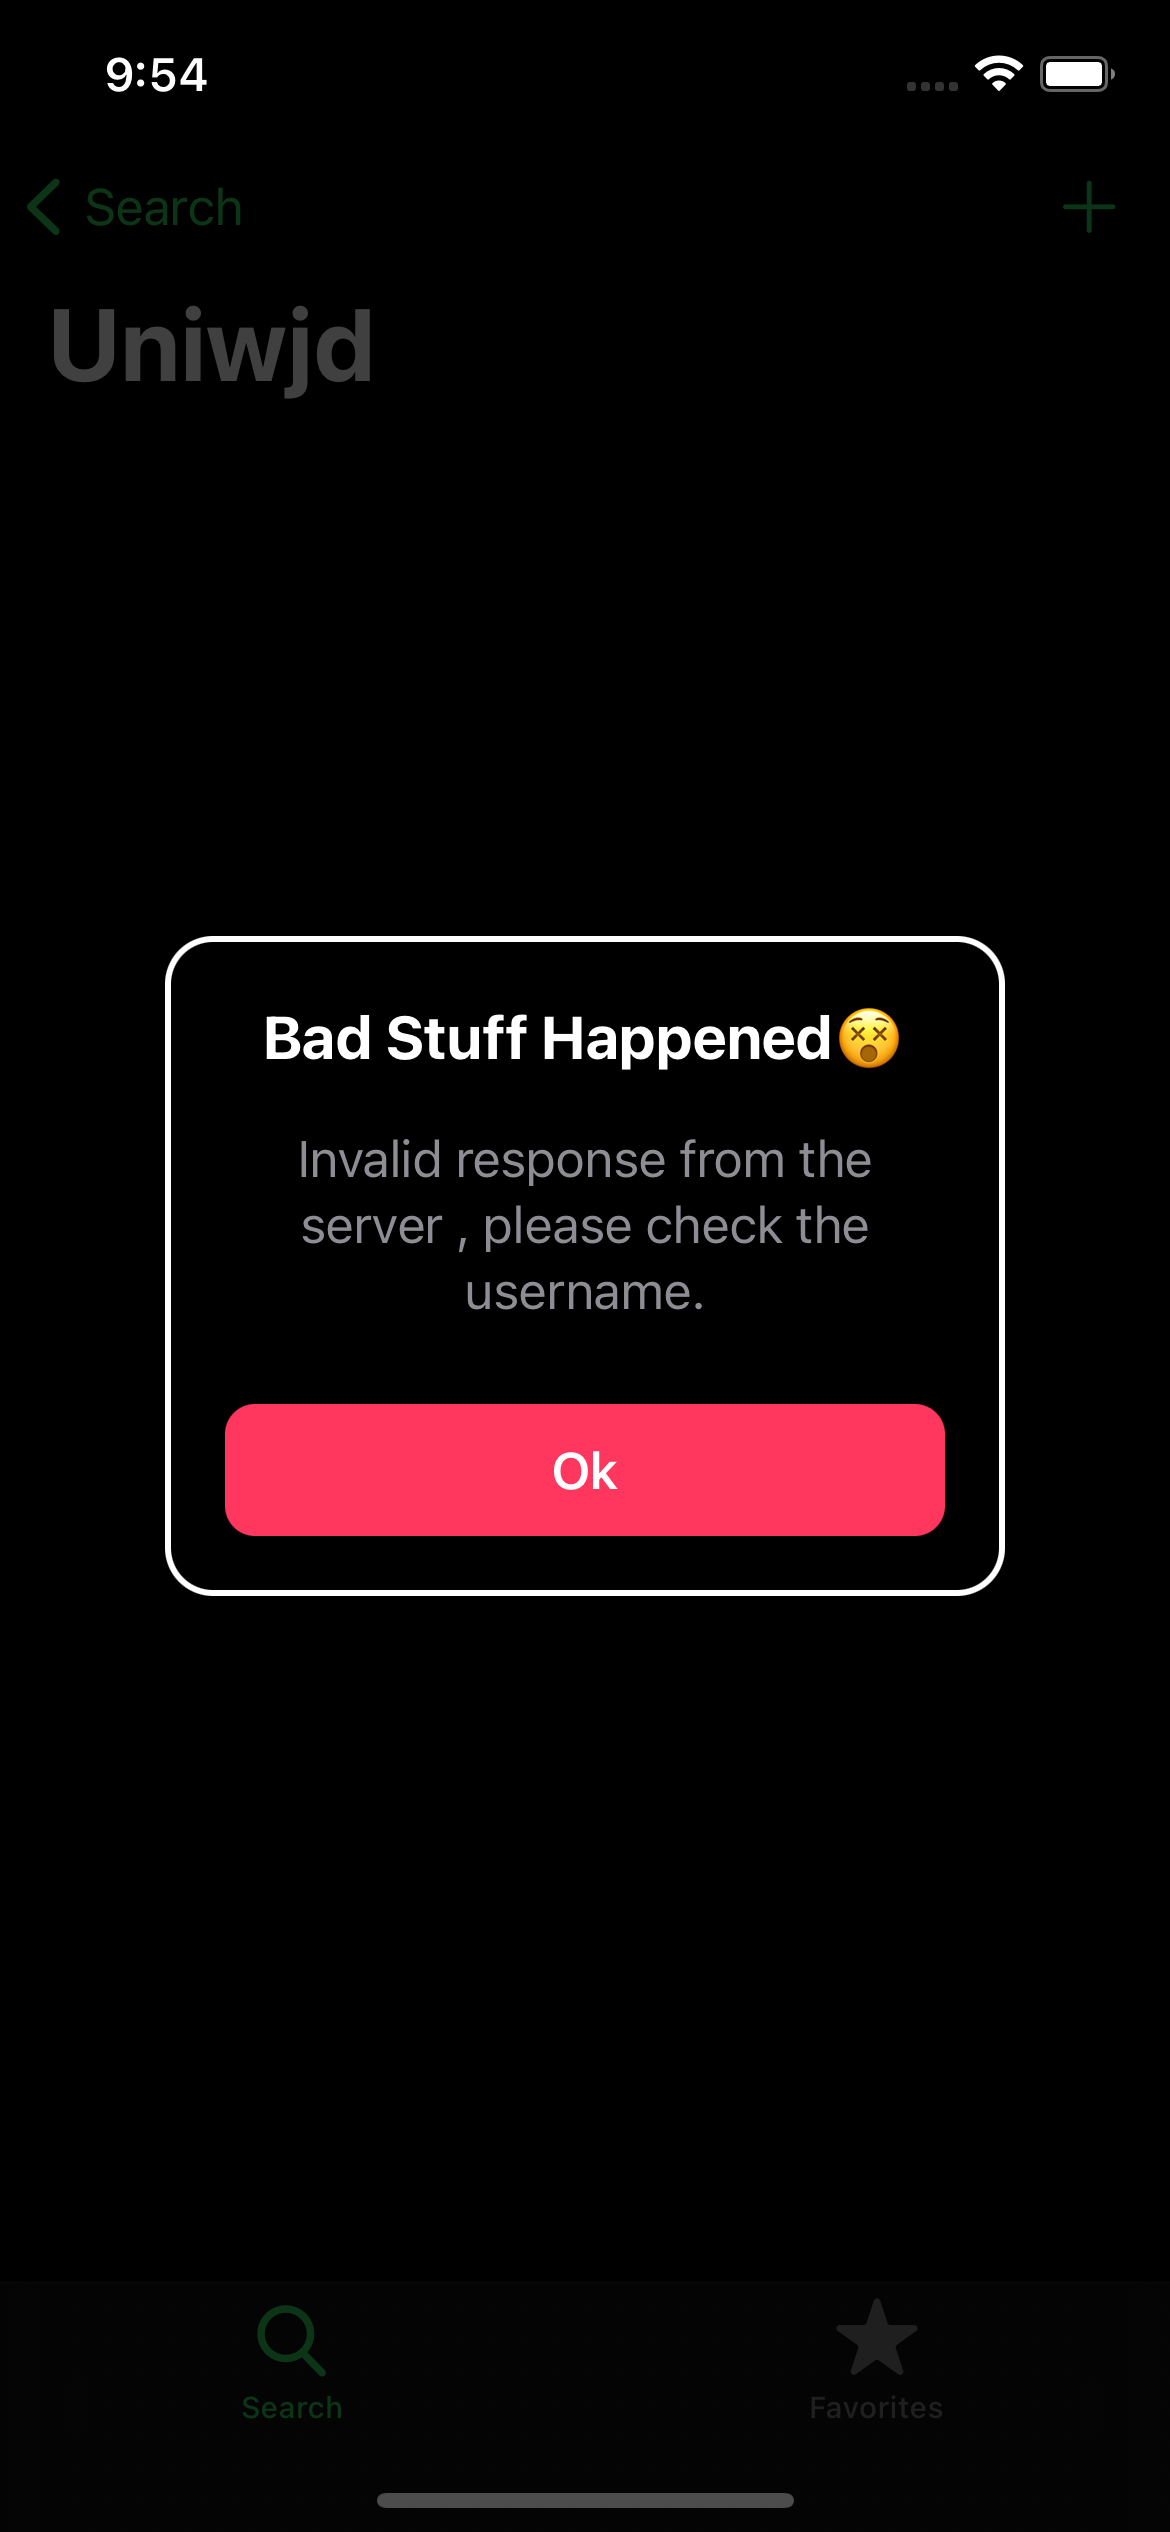 9:54
Search
Uniwjd
Bad Stuff Happened😵
Invalid response from the
server , please check the
username.
Ok
Search
Favorites